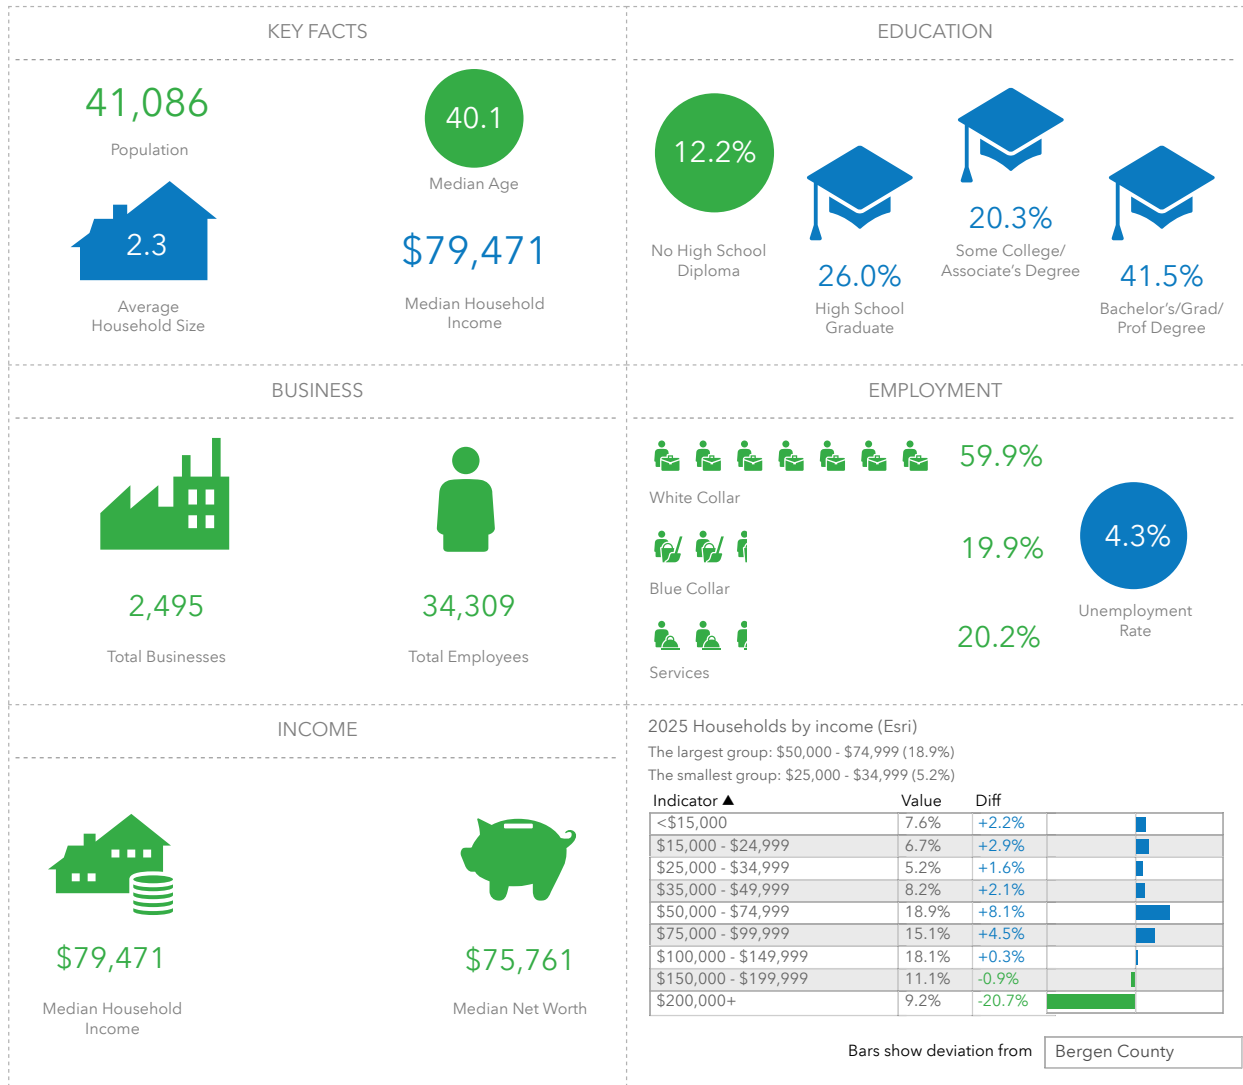 KEY FACTS
41,086
Population
40.1
Median Age
2.3
Average
Household Size
$79,471
Median Household
Income
EDUCATION
12.2%
No High School
Diploma
26.0%
High School
Graduate
20.3%
Some College/
Associate's Degree
41.5%
Bachelor's/Grad/
Prof Degree
BUSINESS
2,495
Total Businesses
34,309
Total Employees
EMPLOYMENT
59.9%
White Collar
19.9%
Blue Collar
20.2%
Services
4.3%
Unemployment
Rate
INCOME
$79,471
Median Household
Income
$75,761
Median Net Worth
2025 Households by income (Esri)
The largest group: $50,000 - $74,999 (18.9%)
The smallest group: $25,000 - $34,999 (5.2%)
Indicator ▲ Value Diff
<$15,000 7.6% +2.2%
$15,000 - $24,999 6.7% +2.9%
$25,000 - $34,999 5.2% +1.6%
$35,000 - $49,999 8.2% +2.1%
$50,000 - $74,999 18.9% +8.1%
$75,000 - $99,999 15.1% +4.5%
$100,000 - $149,999 18.1% +0.3%
$150,000 - $199,999 11.1% -0.9%
$200,000+ 9.2% -20.7%
Bars show deviation from Bergen County